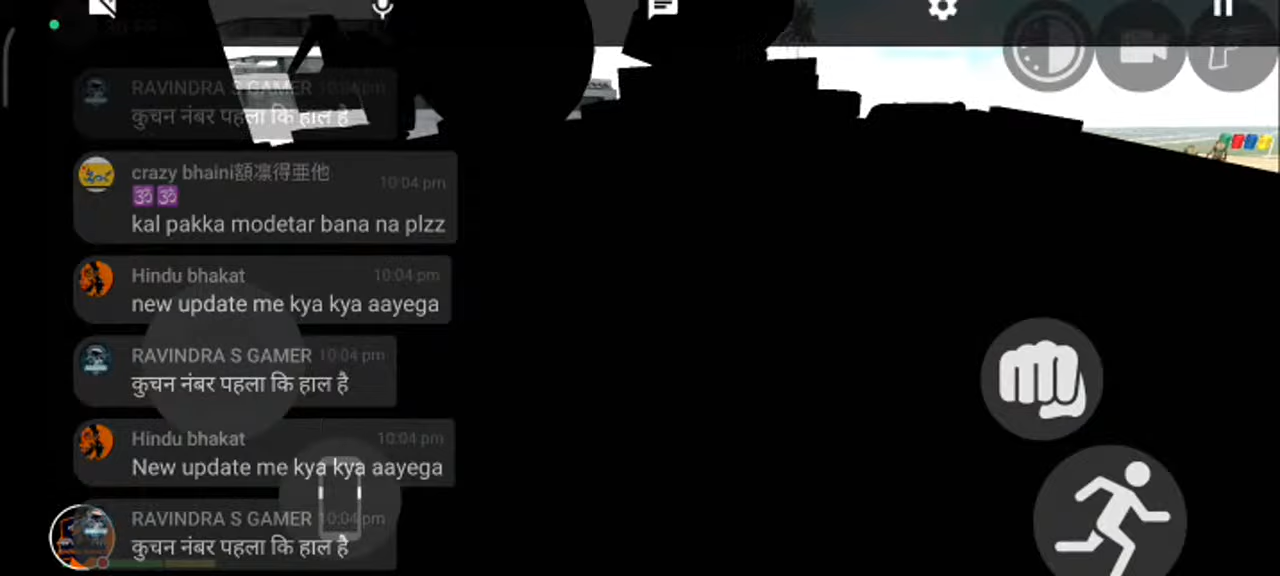 RAVINDRA S GAMER 10:04 pm
कुचन नंबर पहला कि हाल है
crazy bhaini額凛得亜他
🕉️🕉️ 10:04 pm
kal pakka modetar bana na plzz
Hindu bhakat 10:04 pm
new update me kya kya aayega
RAVINDRA S GAMER 10:04 pm
कुचन नंबर पहला कि हाल है
Hindu bhakat 10:04 pm
New update me kya kya aayega
RAVINDRA S GAMER 10:04 pm
कुचन नंबर पहला कि हाल है